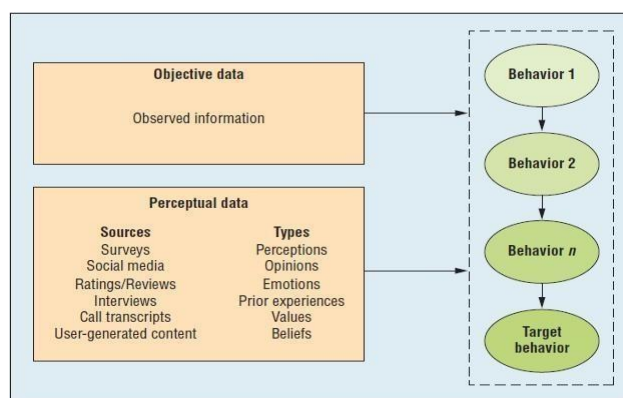 Objective data
Observed information
Perceptual data
Sources Types
Surveys Perceptions
Social media Opinions
Ratings/Reviews Emotions
Interviews Prior experiences
Call transcripts Values
User-generated content Beliefs
Behavior 1
Behavior 2
Behavior n
Target
behavior